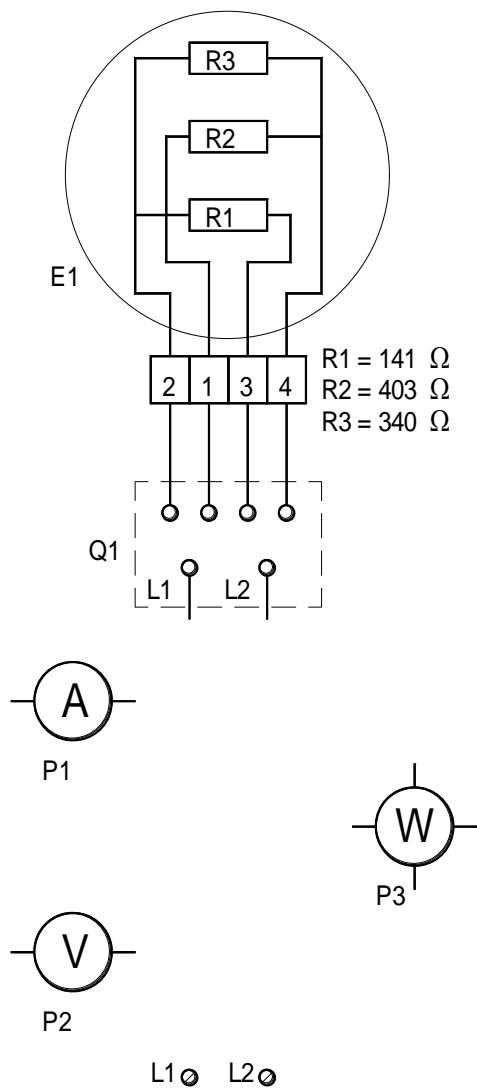 R3
R2
R1
E1
R1 = 141 Ω
R2 = 403 Ω
R3 = 340 Ω
2 1 3 4
Q1
L1 L2
A
P1
W
P3
V
P2
L1 L2